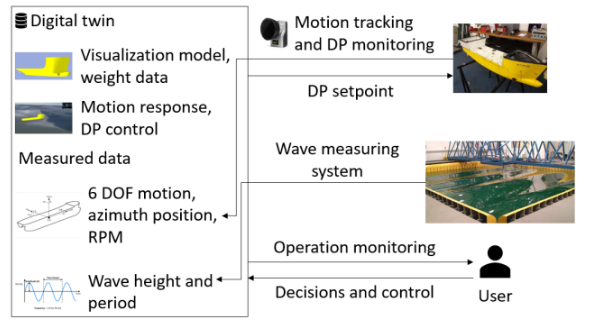 Digital twin
Visualization model,
weight data
Motion response,
DP control
Measured data
6 DOF motion,
azimuth position,
RPM
Wave height and
period
Motion tracking
and DP monitoring
DP setpoint
Wave measuring
system
Operation monitoring
Decisions and control
User